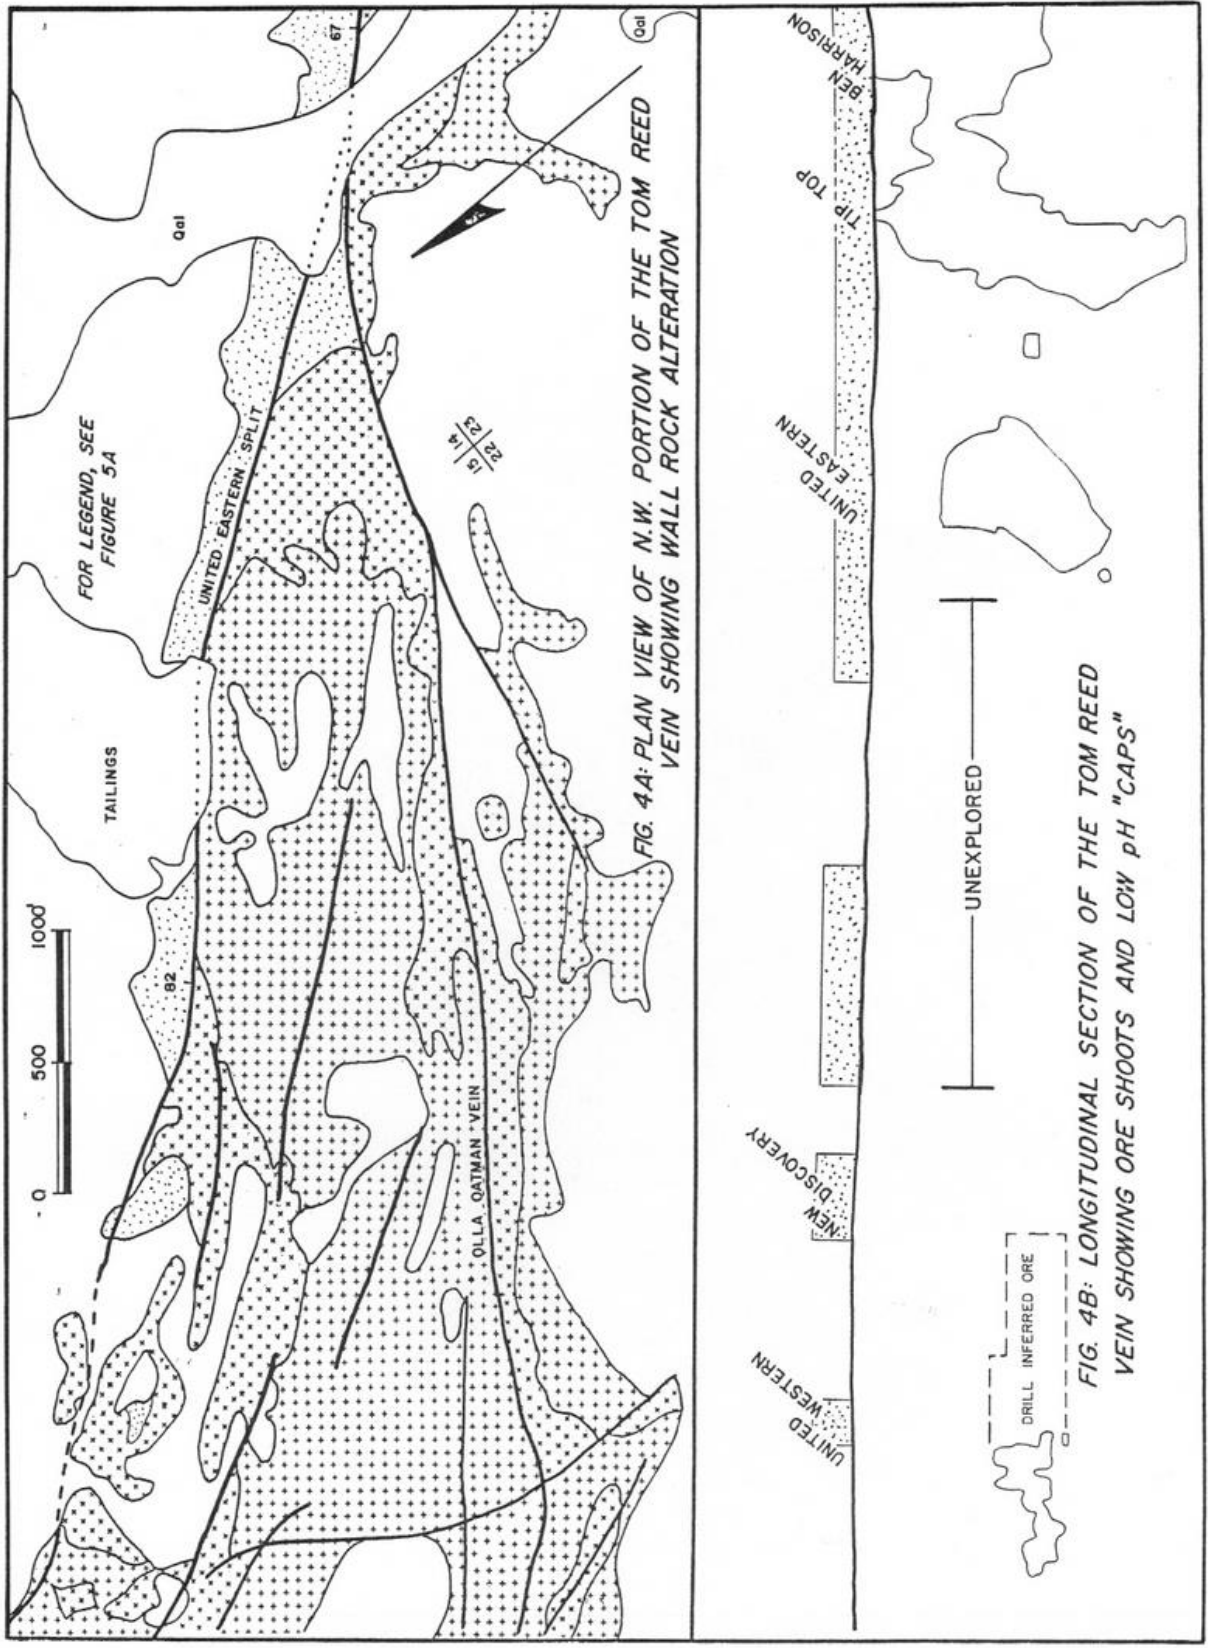 Qal
67
Qal
FOR LEGEND, SEE
FIGURE 5A
UNITED EASTERN SPLIT
15 14
22 23
TAILINGS
82
0 500 1000'
OLLA OATMAN VEIN
FIG. 4A: PLAN VIEW OF N.W. PORTION OF THE TOM REED
VEIN SHOWING WALL ROCK ALTERATION
UNITED
WESTERN
NEW
DISCOVERY
UNITED
EASTERN
TIP TOP
BEN
HARRISON
UNEXPLORED
DRILL INFERRED ORE
FIG. 4B: LONGITUDINAL SECTION OF THE TOM REED
VEIN SHOWING ORE SHOOTS AND LOW pH "CAPS"